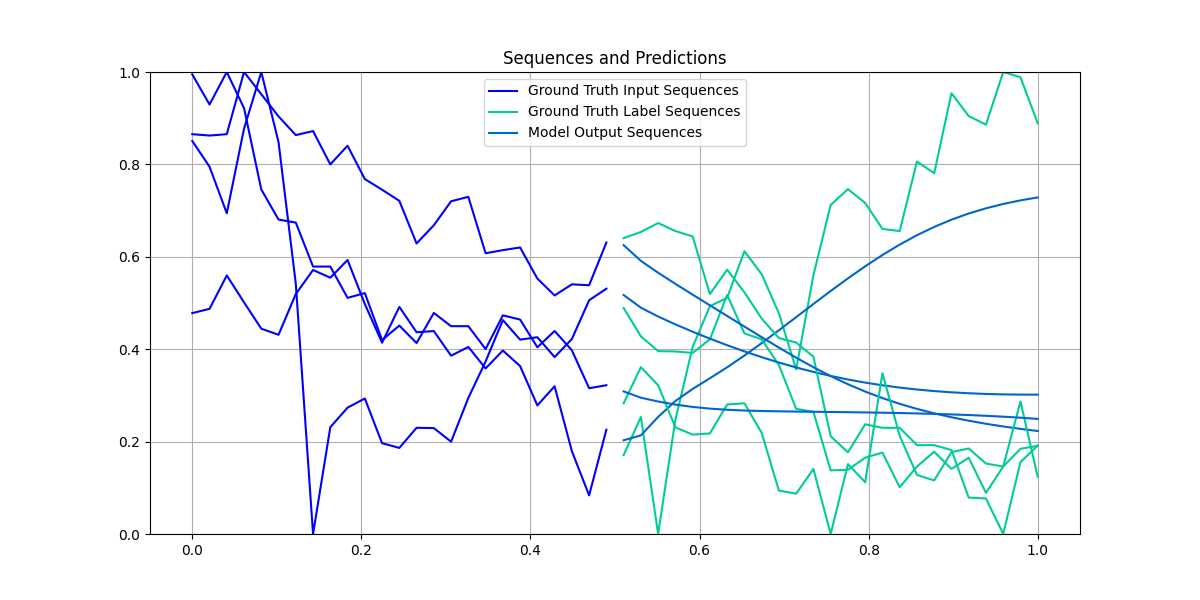 Sequences and Predictions
Ground Truth Input Sequences
Ground Truth Label Sequences
Model Output Sequences
1.0
0.8
0.6
0.4
0.2
0.0
0.0 0.2 0.4 0.6 0.8 1.0